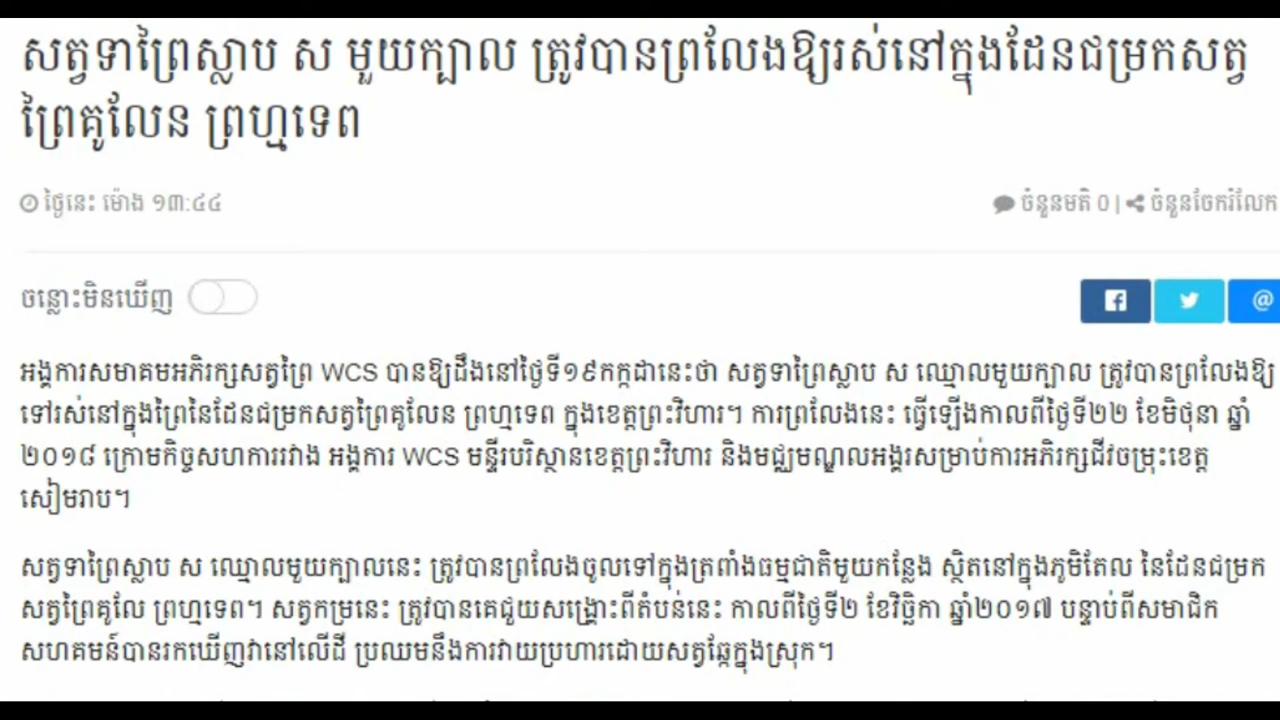 សត្វទាព្រៃស្លាប ស មួយក្បាល ត្រូវបានព្រលែងឱ្យរស់នៅក្នុងដែនជម្រកសត្វ
ព្រៃគូលែន ព្រហ្មទេព
ថ្ងៃនេះ ម៉ោង ១៣:៤៤
ចំនួនមតិ 0 | ចំនួនចែករំលែក
ចន្លោះមិនឃើញ
@
អង្គការសមាគមអភិរក្សសត្វព្រៃ WCS បានឱ្យដឹងនៅថ្ងៃទី១៩កក្កដានេះថា សត្វទាព្រៃស្លាប ស ឈ្មោលមួយក្បាល ត្រូវបានព្រលែងឱ្យ
ទៅរស់នៅក្នុងព្រៃនៃដែនជម្រកសត្វព្រៃគូលែន ព្រហ្មទេព ក្នុងខេត្តព្រះវិហារ។ ការព្រលែងនេះ ធ្វើឡើងកាលពីថ្ងៃទី២២ ខែមិថុនា ឆ្នាំ
២០១៨ ក្រោមកិច្ចសហការរវាង អង្គការ WCS មន្ទីរបរិស្ថានខេត្តព្រះវិហារ និងមជ្ឈមណ្ឌលអង្គរសម្រាប់ការអភិរក្សជីវចម្រុះខេត្ត
សៀមរាប។
សត្វទាព្រៃស្លាប ស ឈ្មោលមួយក្បាលនេះ ត្រូវបានព្រលែងចូលទៅក្នុងត្រពាំងធម្មជាតិមួយកន្លែង ស្ថិតនៅក្នុងភូមិតែល នៃដែនជម្រក
សត្វព្រៃគូលែ ព្រហ្មទេព។ សត្វកម្រនេះ ត្រូវបានគេជួយសង្គ្រោះពីតំបន់នេះ កាលពីថ្ងៃទី២ ខែវិច្ឆិកា ឆ្នាំ២០១៧ បន្ទាប់ពីសមាជិក
សហគមន៍បានរកឃើញវានៅលើដី ប្រឈមនឹងការវាយប្រហារដោយសត្វឆ្កែក្នុងស្រុក។